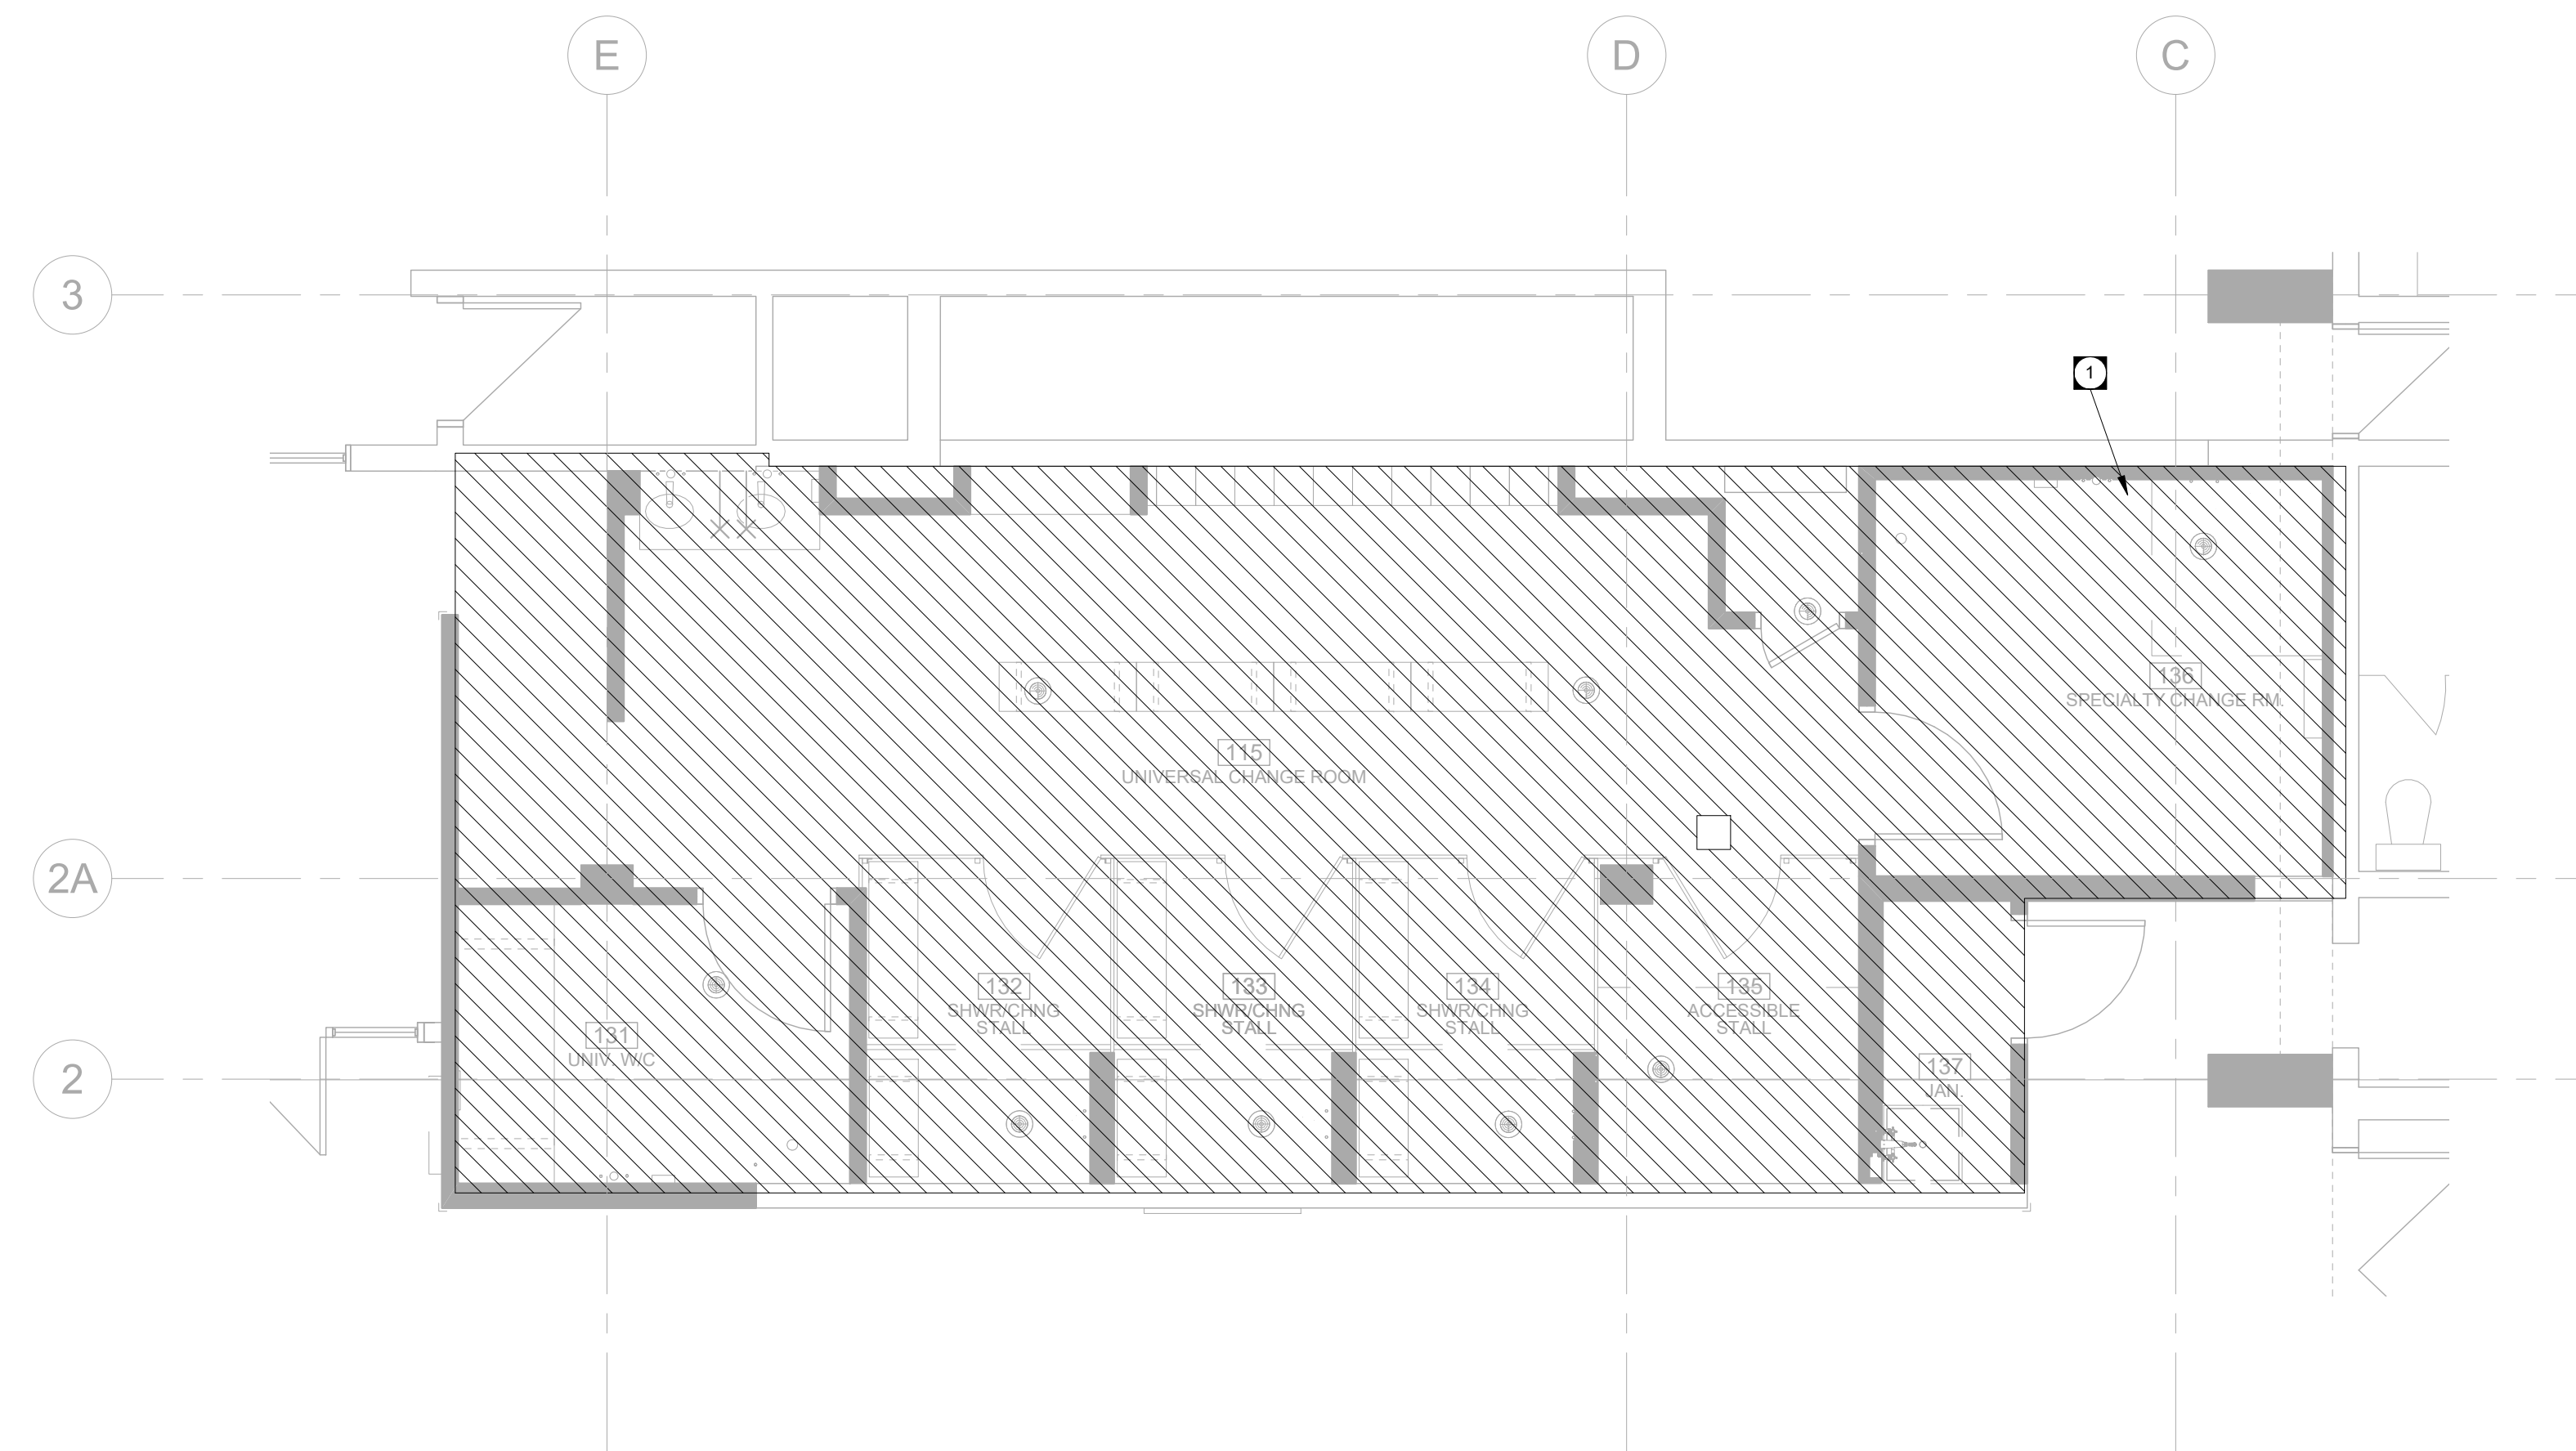 E
D
C
3
1
136
SPECIALTY CHANGE RM.
115
UNIVERSAL CHANGE ROOM
2A
132
SHWR/CHNG
STALL
133
SHWR/CHNG
STALL
134
SHWR/CHNG
STALL
135
ACCESSIBLE
STALL
131
UNIV. W/C
2
137
JAN.